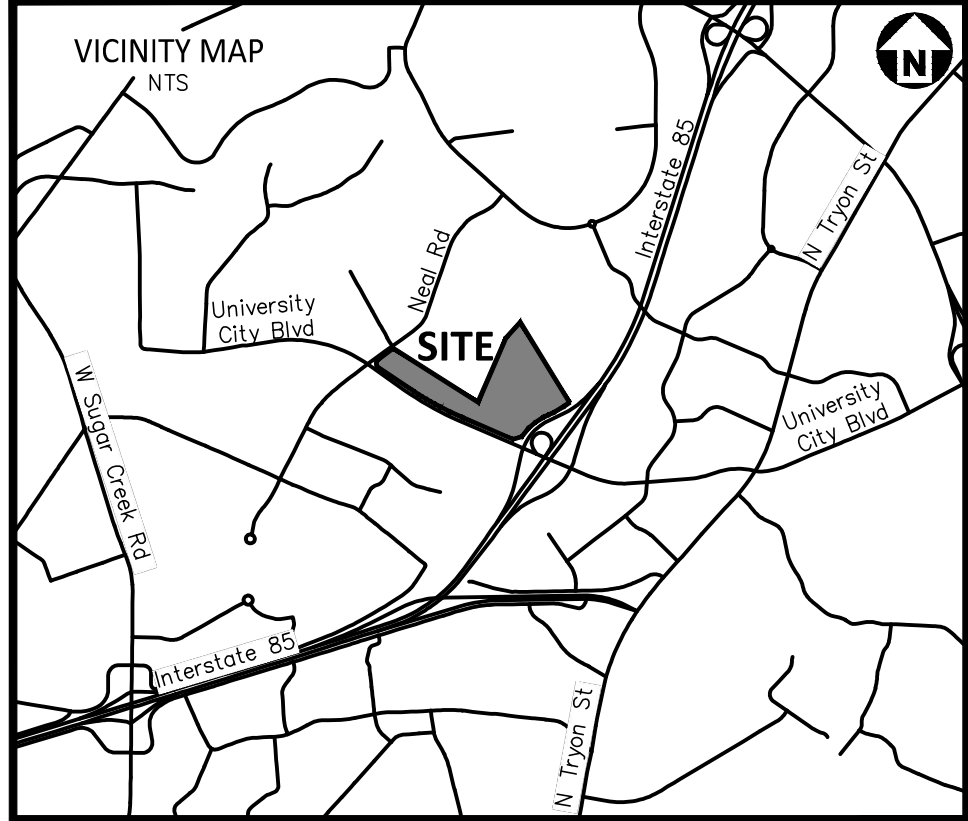 VICINITY MAP
NTS
N
Interstate 85
N Tryon St
Neal Rd
University
City Blvd
SITE
W Sugar Creek Rd
University
City Blvd
Interstate 85
N Tryon St